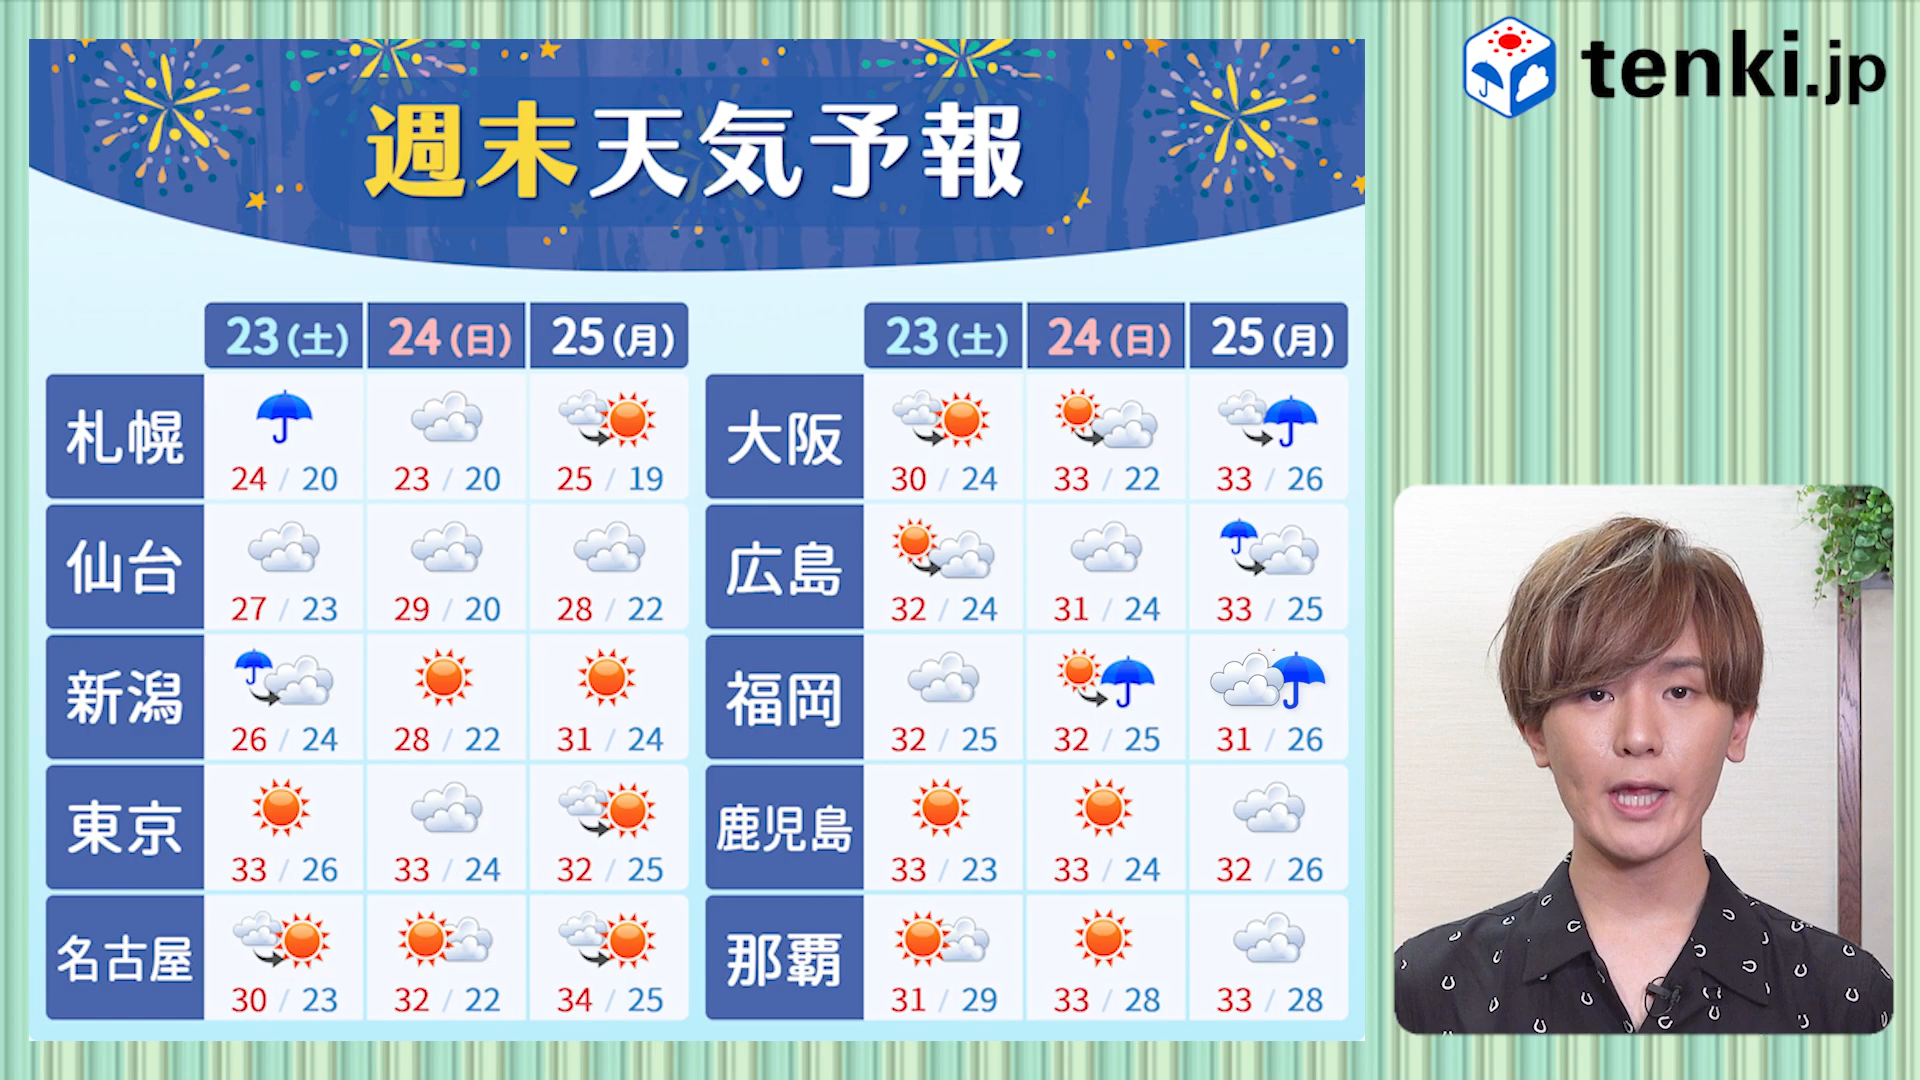 tenki.jp
週末天気予報
23(土) 24(日) 25(月)
札幌 24 / 20 23 / 20 25 / 19
仙台 27 / 23 29 / 20 28 / 22
新潟 26 / 24 28 / 22 31 / 24
東京 33 / 26 33 / 24 32 / 25
名古屋 30 / 23 32 / 22 34 / 25
23(土) 24(日) 25(月)
大阪 30 / 24 33 / 22 33 / 26
広島 32 / 24 31 / 24 33 / 25
福岡 32 / 25 32 / 25 31 / 26
鹿児島 33 / 23 33 / 24 32 / 26
那覇 31 / 29 33 / 28 33 / 28